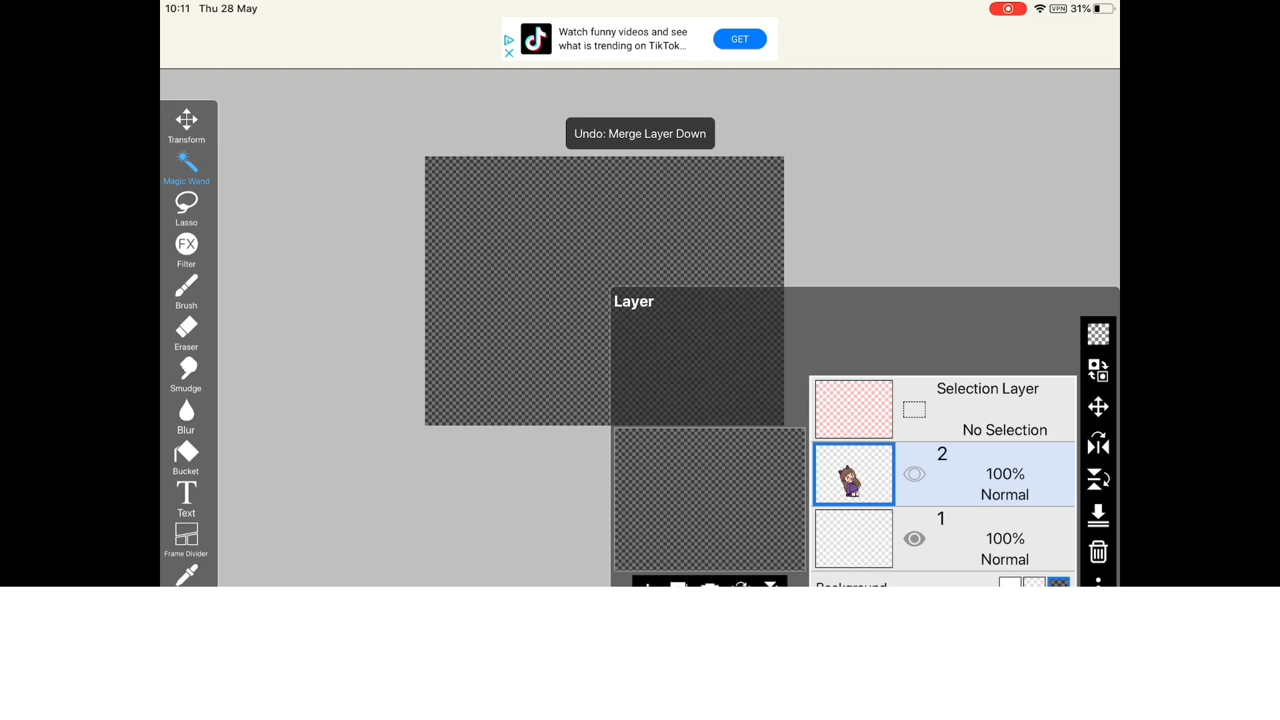 10:11 Thu 28 May
VPN 31%
Watch funny videos and see
what is trending on TikTok...
GET
Undo: Merge Layer Down
Transform
Magic Wand
Lasso
FX
Filter
Brush
Eraser
Smudge
Blur
Bucket
T
Text
Frame Divider
Layer
Selection Layer
No Selection
2
100%
Normal
1
100%
Normal
Background